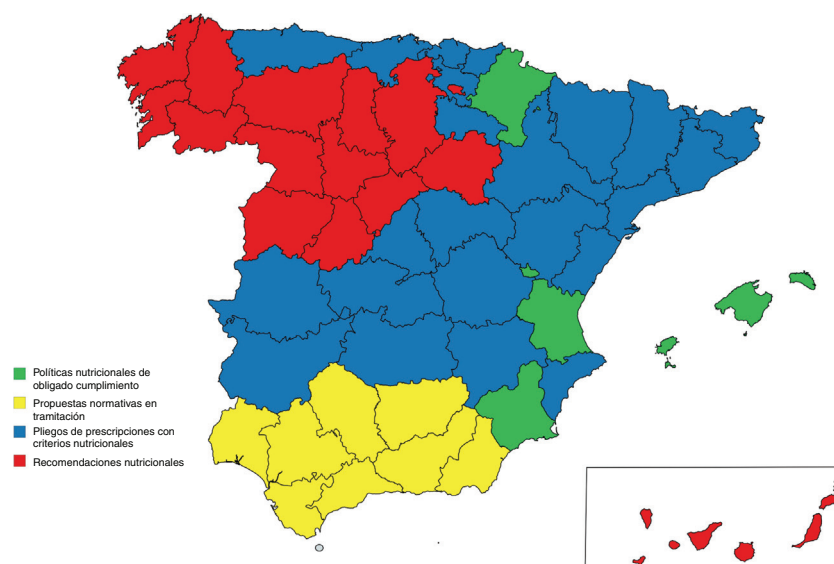 Políticas nutricionales de
obligado cumplimiento
Propuestas normativas en
tramitación
Pliegos de prescripciones con
criterios nutricionales
Recomendaciones nutricionales